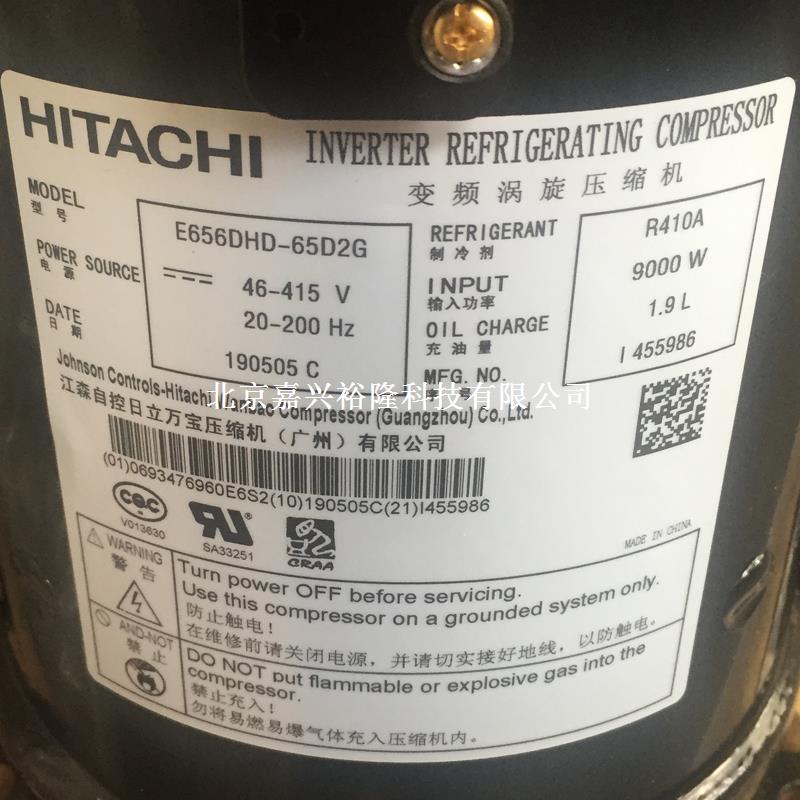 HITACHI INVERTER REFRIGERATING COMPRESSOR
变频涡旋压缩机
MODEL
型号
E656DHD-65D2G
POWER SOURCE
电源
46-415 V
20-200 Hz
DATE
日期
190505 C
REFRIGERANT
制冷剂
R410A
INPUT
输入功率
9000 W
OIL CHARGE
充油量
1.9 L
MFG. NO.
I 455986
北京嘉兴裕隆科技有限公司
Johnson Controls-Hitachi Compressor (Guangzhou) Co.,Ltd.
江森自控日立万宝压缩机（广州）有限公司
(01)0693476960E6S2(10)190505C(21)I455986
CQC
V013630
RU
SA33251
CRAA
MADE IN CHINA
WARNING
警告
Turn power OFF before servicing.
Use this compressor on a grounded system only.
防止触电！
在维修前请关闭电源，并请切实接好地线，以防触电。
AND-NOT
禁止
DO NOT put flammable or explosive gas into the
compressor.
禁止充入！
勿将易燃易爆气体充入压缩机内。